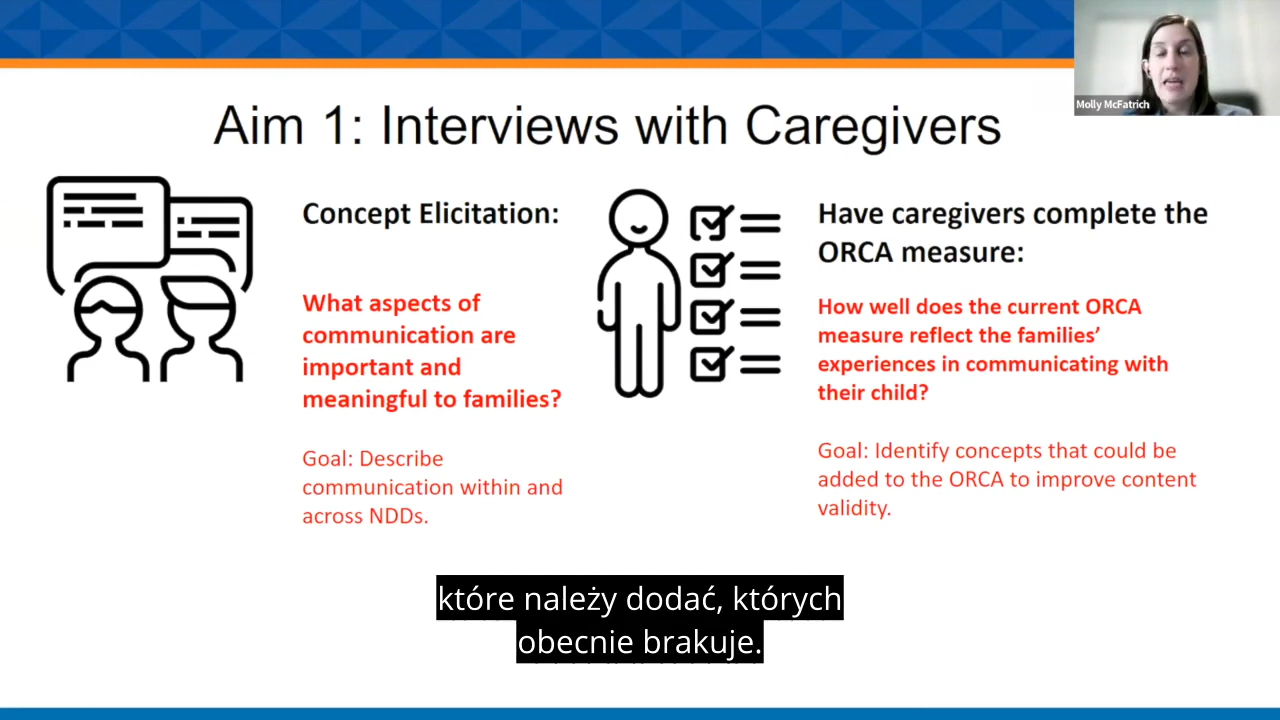 Molly McFatrich
Aim 1: Interviews with Caregivers
Concept Elicitation:
What aspects of
communication are
important and
meaningful to families?
Goal: Describe
communication within and
across NDDs.
Have caregivers complete the
ORCA measure:
How well does the current ORCA
measure reflect the families’
experiences in communicating with
their child?
Goal: Identify concepts that could be
added to the ORCA to improve content
validity.
które należy dodać, których
obecnie brakuje.